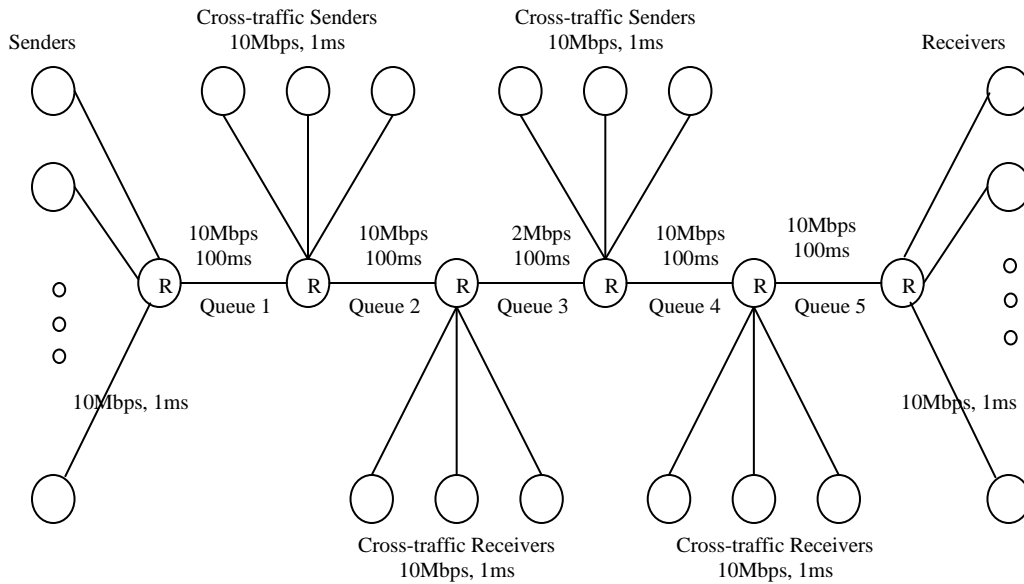 Cross-traffic Senders
10Mbps, 1ms
Cross-traffic Senders
10Mbps, 1ms
Senders
Receivers
10Mbps
100ms
10Mbps
100ms
2Mbps
100ms
10Mbps
100ms
10Mbps
100ms
R
R
R
R
R
R
Queue 1
Queue 2
Queue 3
Queue 4
Queue 5
10Mbps, 1ms
10Mbps, 1ms
Cross-traffic Receivers
10Mbps, 1ms
Cross-traffic Receivers
10Mbps, 1ms